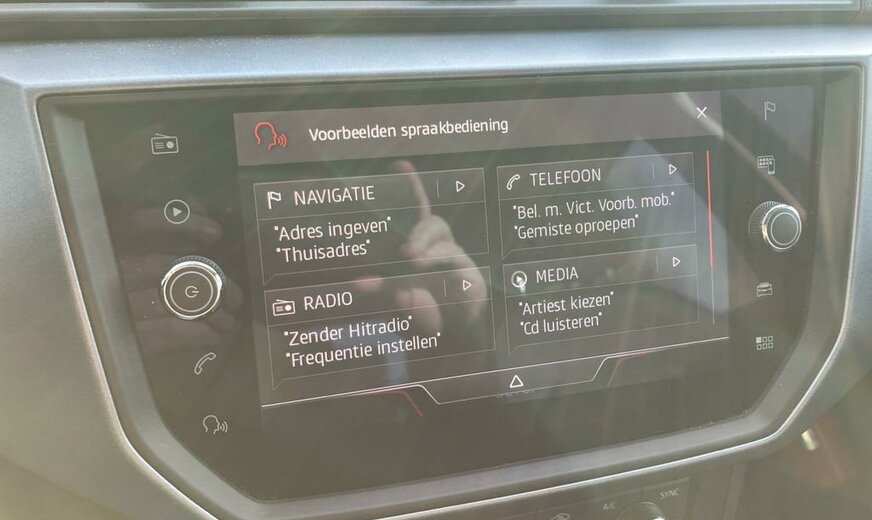 Voorbeelden spraakbediening
NAVIGATIE
"Adres ingeven"
"Thuisadres"
TELEFOON
"Bel. m. Vict. Voorb. mob."
"Gemiste oproepen"
RADIO
"Zender Hitradio"
"Frequentie instellen"
MEDIA
"Artiest kiezen"
"Cd luisteren"
A/C
SYNC